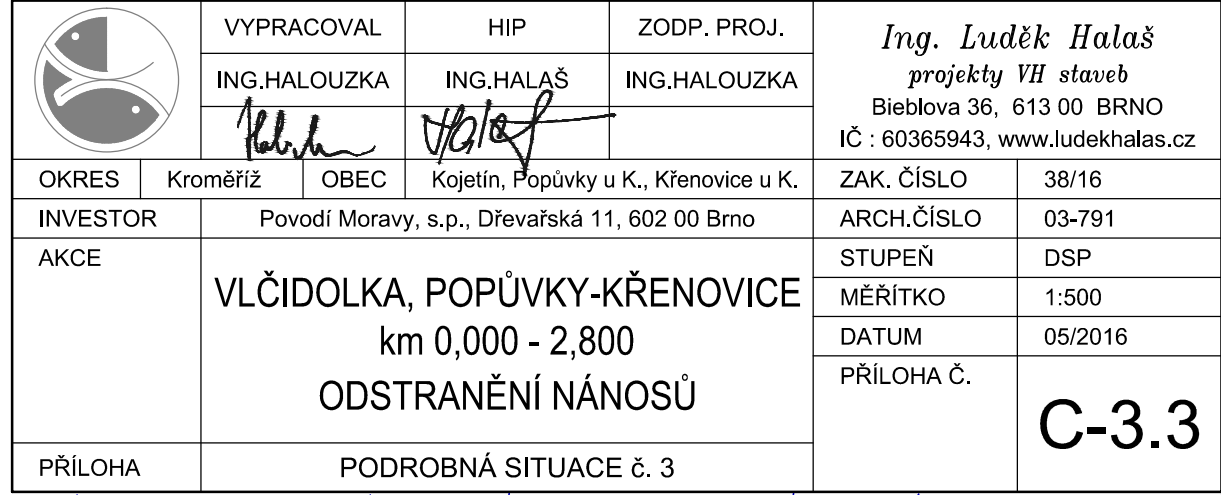 VYPRACOVAL HIP ZODP. PROJ.
ING.HALOUZKA ING.HALAŠ ING.HALOUZKA
Ing. Luděk Halaš
projekty VH staveb
Bieblova 36, 613 00 BRNO
IČ : 60365943, www.ludekhalas.cz
OKRES Kroměříž OBEC Kojetín, Popůvky u K., Křenovice u K.
ZAK. ČÍSLO 38/16
INVESTOR Povodí Moravy, s.p., Dřevařská 11, 602 00 Brno
ARCH.ČÍSLO 03-791
AKCE
VLČIDOLKA, POPŮVKY-KŘENOVICE
km 0,000 - 2,800
ODSTRANĚNÍ NÁNOSŮ
STUPEŇ DSP
MĚŘÍTKO 1:500
DATUM 05/2016
PŘÍLOHA Č.
C-3.3
PŘÍLOHA PODROBNÁ SITUACE č. 3